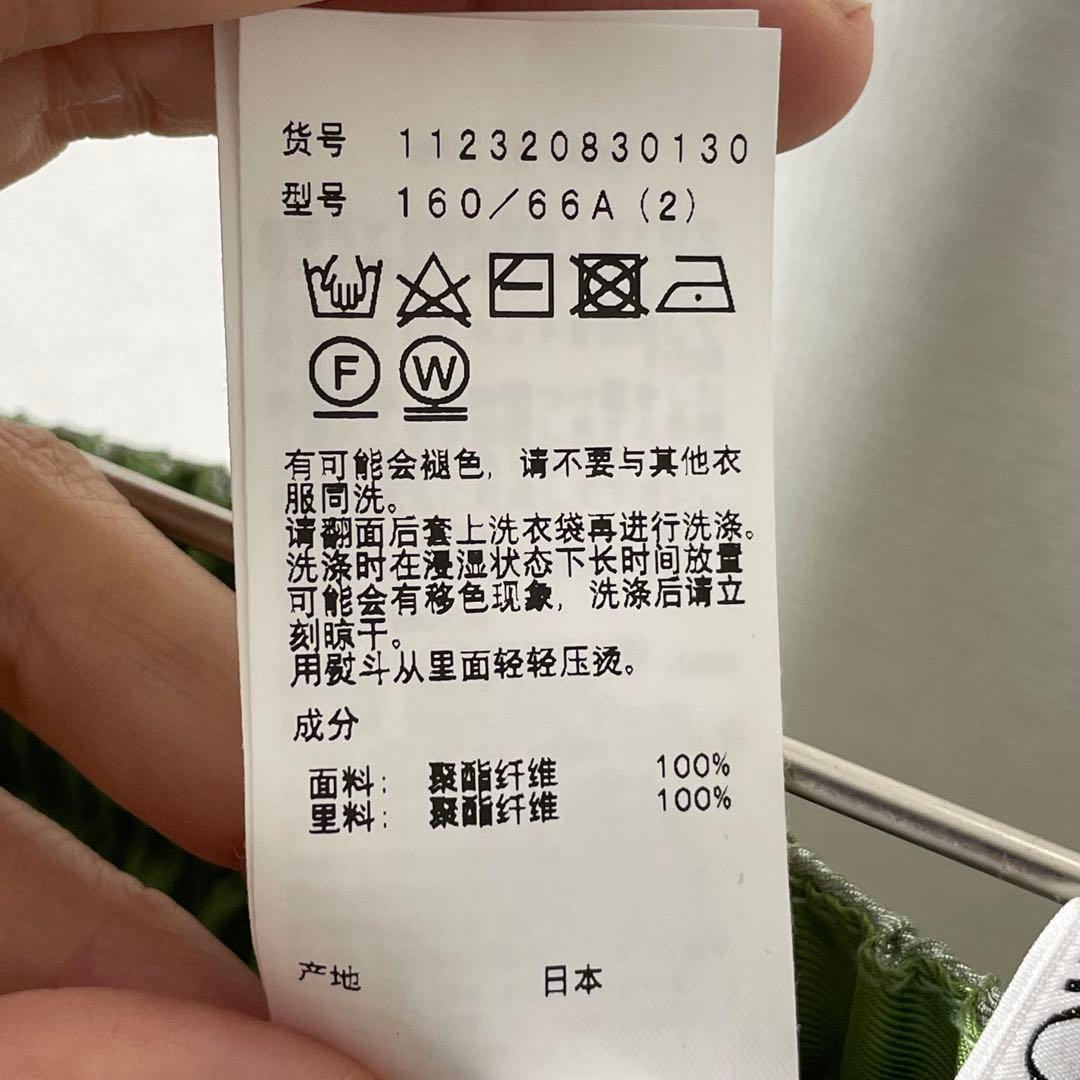 货号 112320830130
型号 160/66A (2)
F W
有可能会褪色, 请不要与其他衣
服同洗。
请翻面后套上洗衣袋再进行洗涤。
洗涤时在浸湿状态下长时间放置
可能会有移色现象, 洗涤后请立
刻晾干。
用熨斗从里面轻轻压烫。
成分
面料: 聚酯纤维 100%
里料: 聚酯纤维 100%
产地 日本